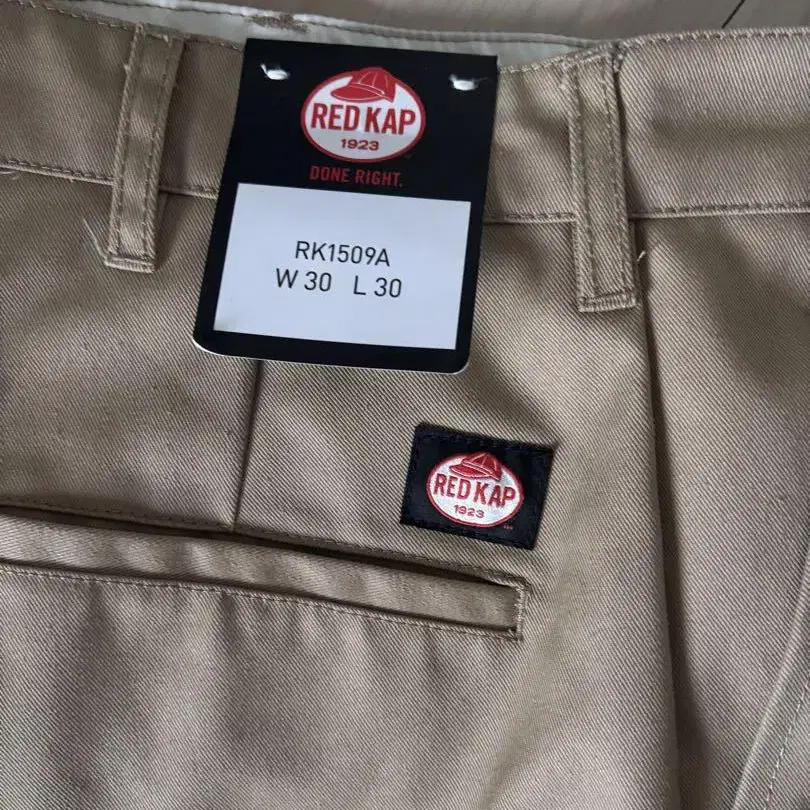 RED KAP
1923
DONE RIGHT.
RK1509A
W 30 L 30
RED KAP
1923